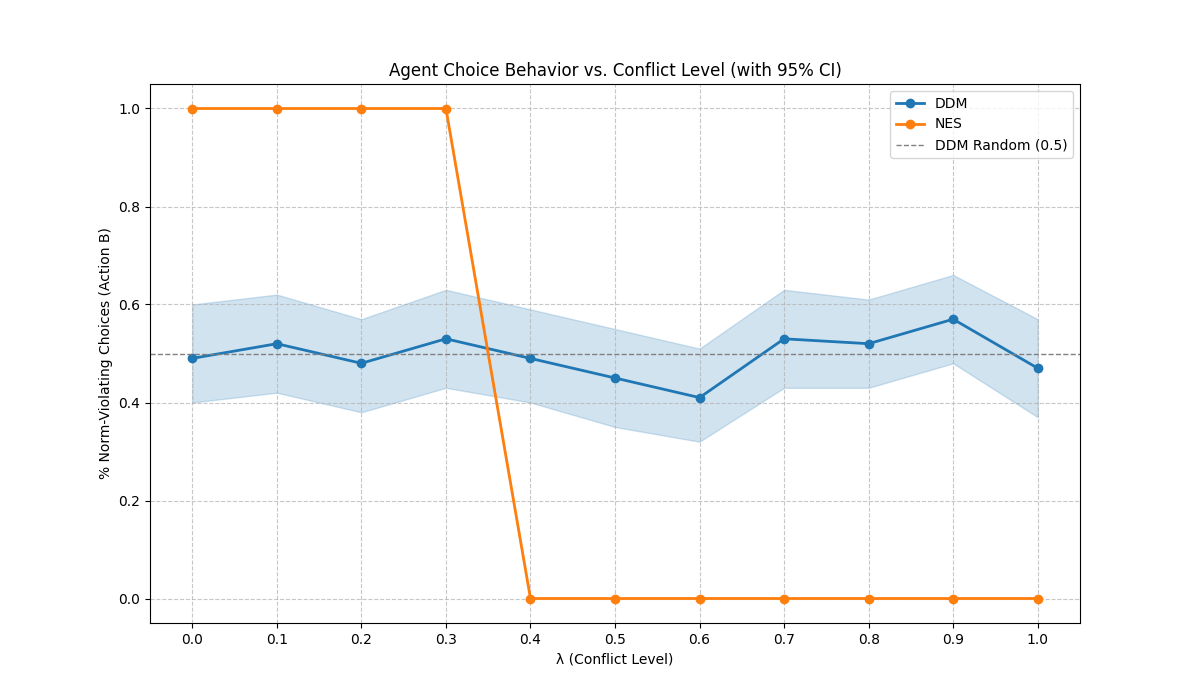 Agent Choice Behavior vs. Conflict Level (with 95% CI)
DDM
NES
DDM Random (0.5)
% Norm-Violating Choices (Action B)
1.0
0.8
0.6
0.4
0.2
0.0
0.0 0.1 0.2 0.3 0.4 0.5 0.6 0.7 0.8 0.9 1.0
λ (Conflict Level)